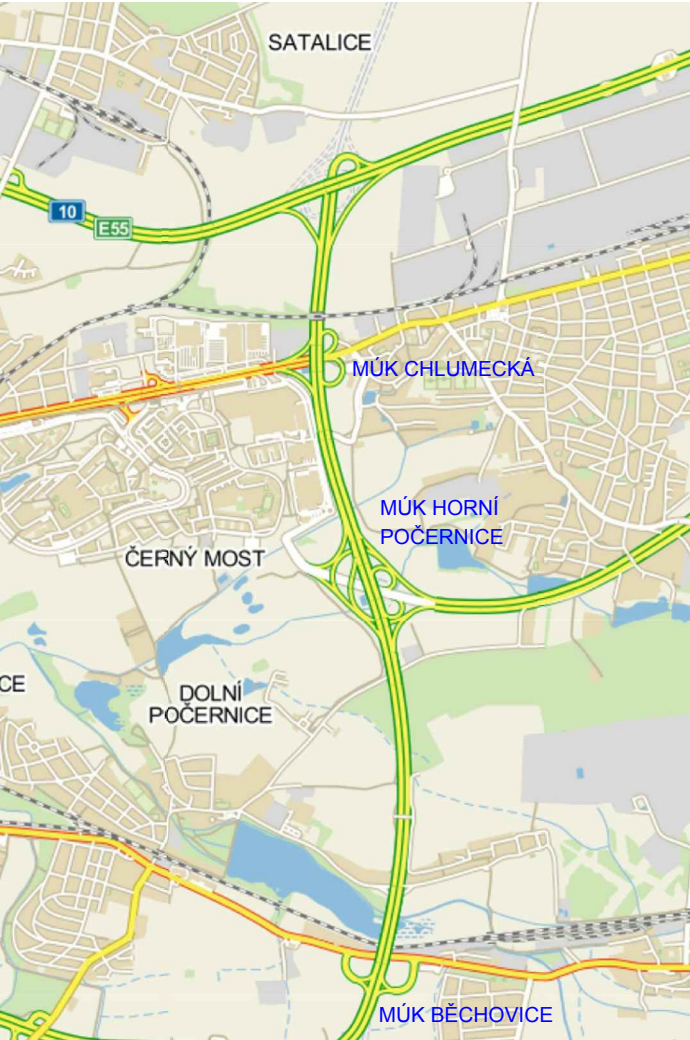 SATALICE
10
E55
MÚK CHLUMECKÁ
MÚK HORNÍ
POČERNICE
ČERNÝ MOST
CE
DOLNÍ
POČERNICE
MÚK BĚCHOVICE